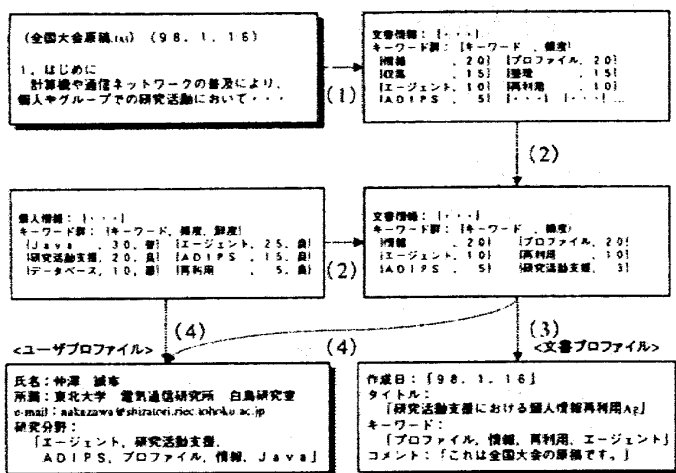 (全国大会原稿.txt) (98.1.16)
1.はじめに
計算機や通信ネットワークの普及により、
個人やグループでの研究活動において・・・
(1)
文書情報:{・・・}
キーワード群:{キーワード、頻度}
{情報、20} {プロファイル、20}
{収集、15} {整理、15}
{エージェント、10} {再利用、10}
{ADIPS、5} {・・・} {・・・}...
(2)
個人情報:{・・・}
キーワード群:{キーワード、頻度、鮮度}
{Java、30、普} {エージェント、25、良}
{研究活動支援、20、良} {ADIPS、15、良}
{データベース、10、悪} {再利用、5、良}
(2)
文書情報:{・・・}
キーワード群:{キーワード、頻度}
{情報、20} {プロファイル、20}
{エージェント、10} {再利用、10}
{ADIPS、5} {研究活動支援、3}
(4)
(4)
(3)
<ユーザプロファイル>
<文書プロファイル>
氏名:仲澤
所属:東北大学 電気通信研究所 白鳥研究室
e-mail:nakazawa@shiratori.riec.tohoku.ac.jp
研究分野:
「エージェント、研究活動支援、
ADIPS、プロファイル、情報、Java」
作成日:「98.1.16」
タイトル:
「研究活動支援における個人情報再利用Ag」
キーワード:
「プロファイル、情報、再利用、エージェント」
コメント:「これは全国大会の原稿です。」